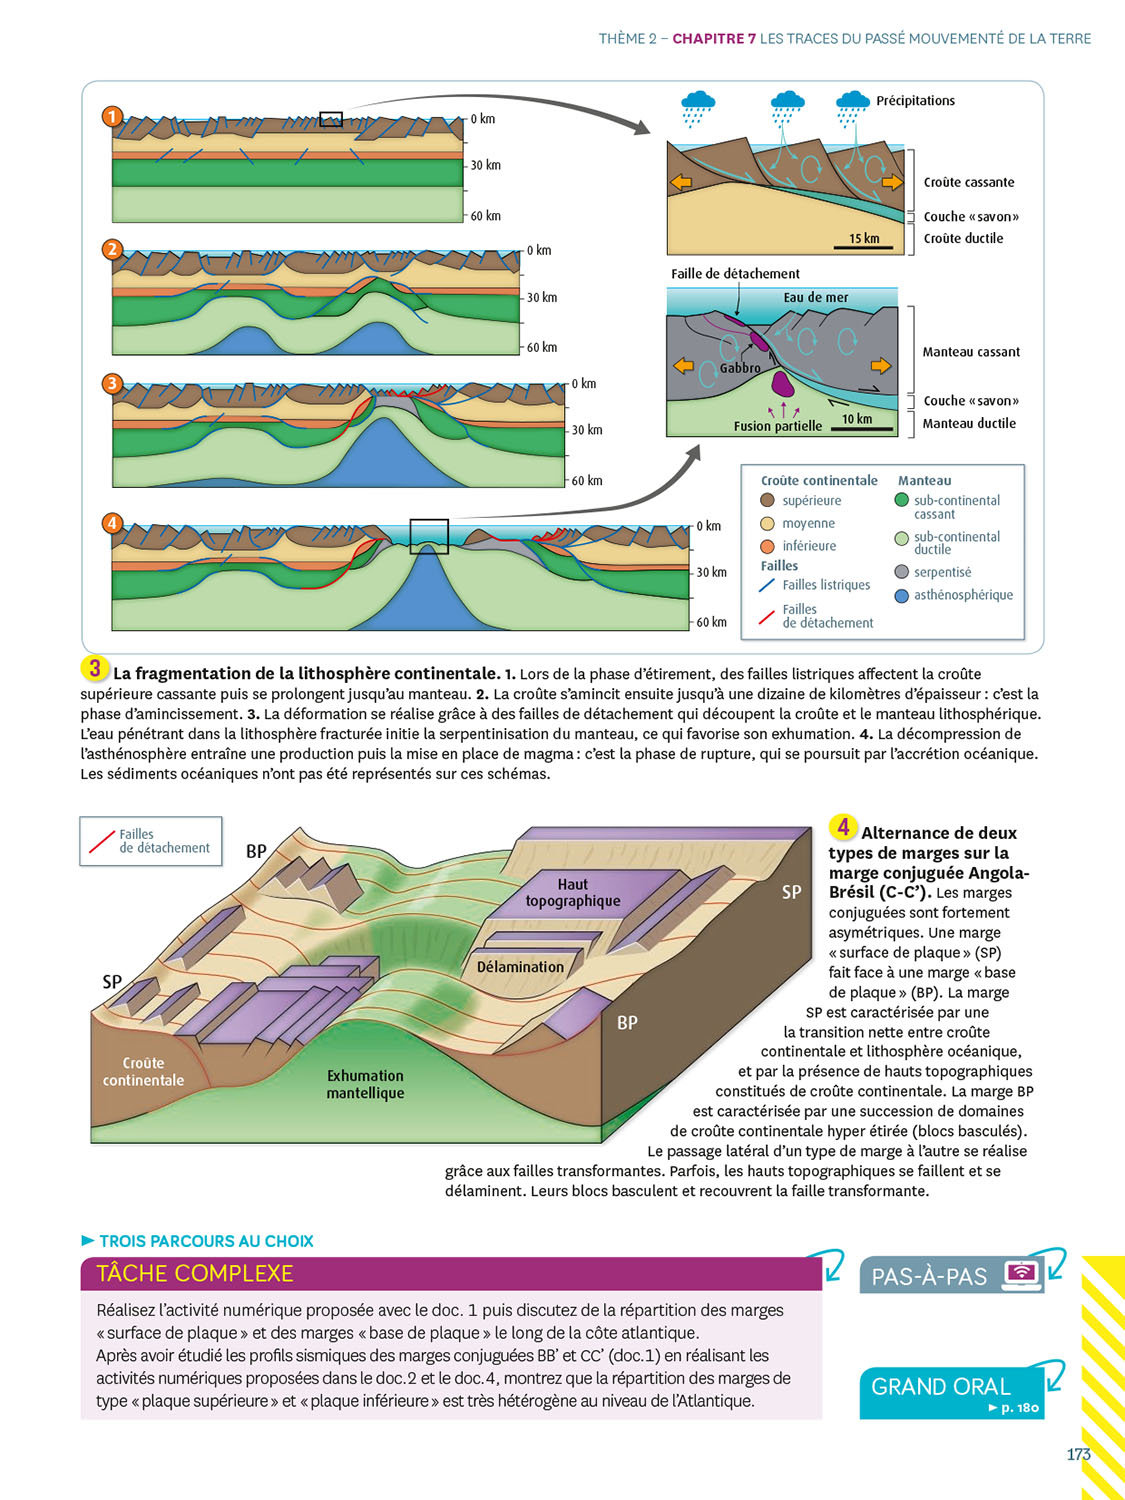 THÈME 2 – CHAPITRE 7 LES TRACES DU PASSÉ MOUVEMENTÉ DE LA TERRE
1
0 km
30 km
60 km
2
0 km
30 km
60 km
3
0 km
30 km
60 km
4
0 km
30 km
60 km
Précipitations
Croûte cassante
Couche « savon »
Croûte ductile
15 km
Faille de détachement
Eau de mer
Gabbro
Manteau cassant
Couche « savon »
Manteau ductile
Fusion partielle
10 km
Croûte continentale
supérieure
moyenne
inférieure
Failles
Failles listriques
Failles
de détachement
Manteau
sub-continental
cassant
sub-continental
ductile
serpentisé
asthénosphérique
3 La fragmentation de la lithosphère continentale. 1. Lors de la phase d’étirement, des failles listriques affectent la croûte
supérieure cassante puis se prolongent jusqu’au manteau. 2. La croûte s’amincit ensuite jusqu’à une dizaine de kilomètres d’épaisseur : c’est la
phase d’amincissement. 3. La déformation se réalise grâce à des failles de détachement qui découpent la croûte et le manteau lithosphérique.
L’eau pénétrant dans la lithosphère fracturée initie la serpentinisation du manteau, ce qui favorise son exhumation. 4. La décompression de
l’asthénosphère entraîne une production puis la mise en place de magma : c’est la phase de rupture, qui se poursuit par l’accrétion océanique.
Les sédiments océaniques n’ont pas été représentés sur ces schémas.
Failles
de détachement
BP
SP
Haut
topographique
SP
Délamination
BP
Croûte
continentale
Exhumation
mantellique
4 Alternance de deux
types de marges sur la
marge conjuguée Angola-
Brésil (C-C’). Les marges
conjuguées sont fortement
asymétriques. Une marge
« surface de plaque » (SP)
fait face à une marge « base
de plaque » (BP). La marge
SP est caractérisée par une
la transition nette entre croûte
continentale et lithosphère océanique,
et par la présence de hauts topographiques
constitués de croûte continentale. La marge BP
est caractérisée par une succession de domaines
de croûte continentale hyper étirée (blocs basculés).
Le passage latéral d’un type de marge à l’autre se réalise
grâce aux failles transformantes. Parfois, les hauts topographiques se faillent et se
délaminent. Leurs blocs basculent et recouvrent la faille transformante.
TROIS PARCOURS AU CHOIX
TÂCHE COMPLEXE
Réalisez l’activité numérique proposée avec le doc. 1 puis discutez de la répartition des marges
« surface de plaque » et des marges « base de plaque » le long de la côte atlantique.
Après avoir étudié les profils sismiques des marges conjuguées BB’ et CC’ (doc.1) en réalisant les
activités numériques proposées dans le doc. 2 et le doc. 4, montrez que la répartition des marges de
type « plaque supérieure » et « plaque inférieure » est très hétérogène au niveau de l’Atlantique.
PAS-À-PAS
GRAND ORAL
p. 180
173